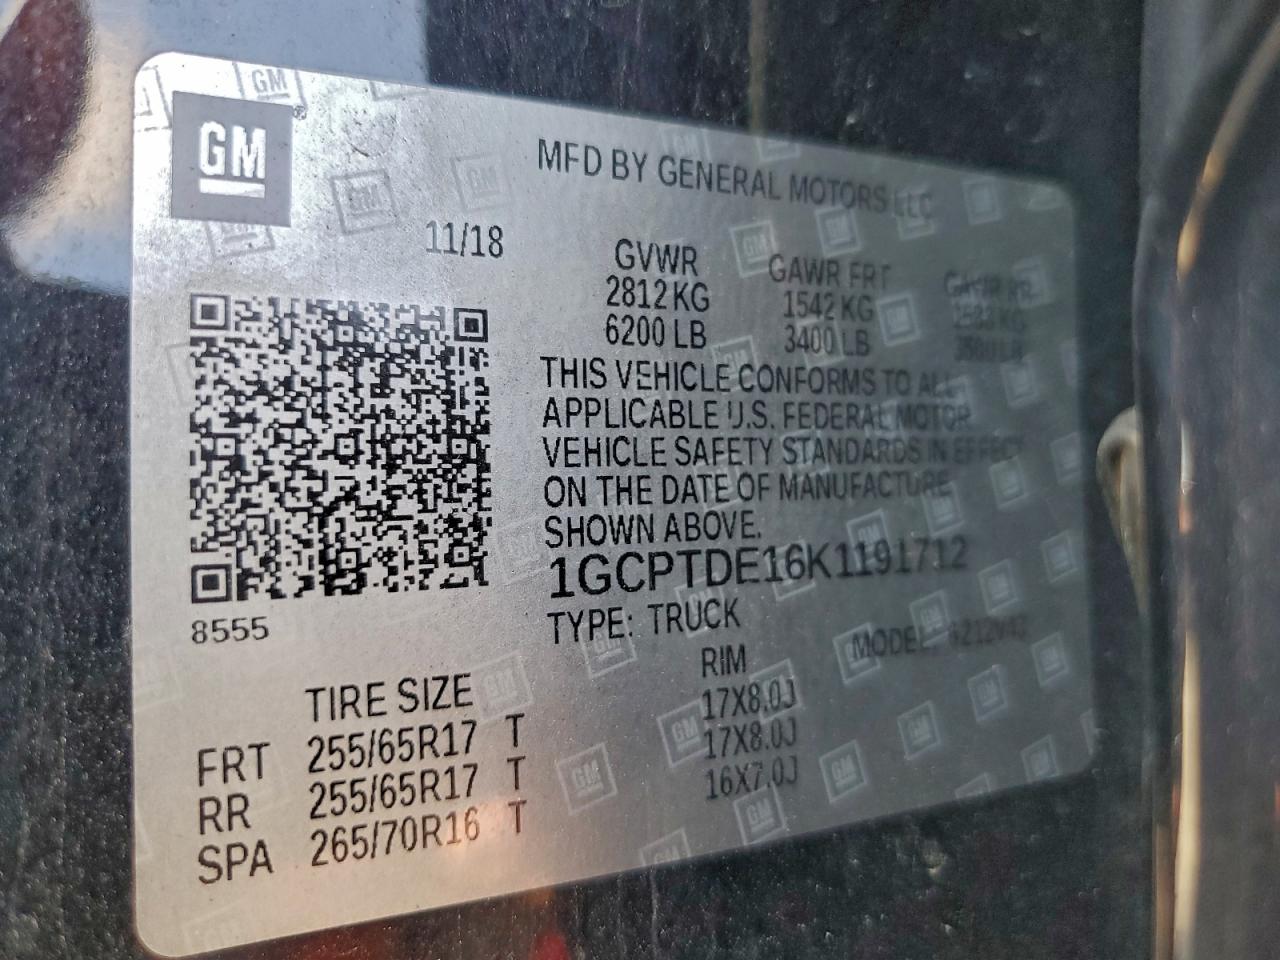 GM
MFD BY GENERAL MOTORS LLC
11/18
GVWR GAWR FRT GAWR RR
2812 KG 1542 KG
6200 LB 3400 LB
THIS VEHICLE CONFORMS TO ALL
APPLICABLE U.S. FEDERAL MOTOR
VEHICLE SAFETY STANDARDS IN EFFECT
ON THE DATE OF MANUFACTURE
SHOWN ABOVE.
1GCPTDE16K1191712
8555
TYPE: TRUCK MODEL:
TIRE SIZE RIM
FRT 255/65R17 T 17X8.0J
RR 255/65R17 T 17X8.0J
SPA 265/70R16 T 16X7.0J